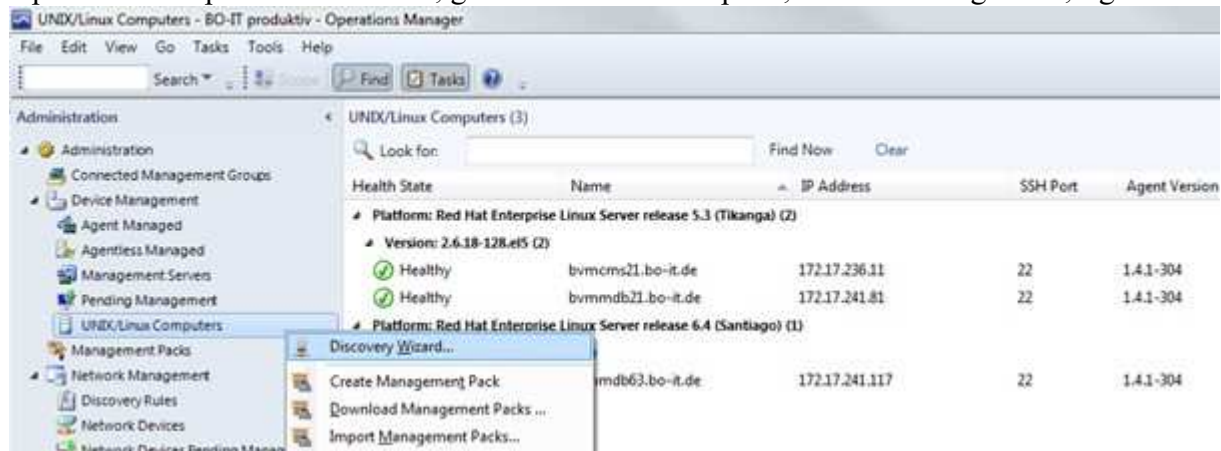 UNIX/Linux Computers - BO-IT produktiv - Operations Manager
File Edit View Go Tasks Tools Help
Search Scope Find Tasks
Administration
UNIX/Linux Computers (3)
Administration
Look for: Find Now Clear
Connected Management Groups
Health State Name IP Address SSH Port Agent Version
Device Management
Platform: Red Hat Enterprise Linux Server release 5.3 (Tikanga) (2)
Agent Managed
Version: 2.6.18-128.el5 (2)
Agentless Managed
Healthy bvmcms21.bo-it.de 172.17.236.11 22 1.4.1-304
Management Servers
Healthy bvmmdb21.bo-it.de 172.17.241.81 22 1.4.1-304
Pending Management
UNIX/Linux Computers
Platform: Red Hat Enterprise Linux Server release 6.4 (Santiago) (1)
Management Packs
Discovery Wizard...
Network Management
Create Management Pack
mdb63.bo-it.de 172.17.241.117 22 1.4.1-304
Discovery Rules
Download Management Packs ...
Network Devices
Import Management Packs...
Network Devices Pending